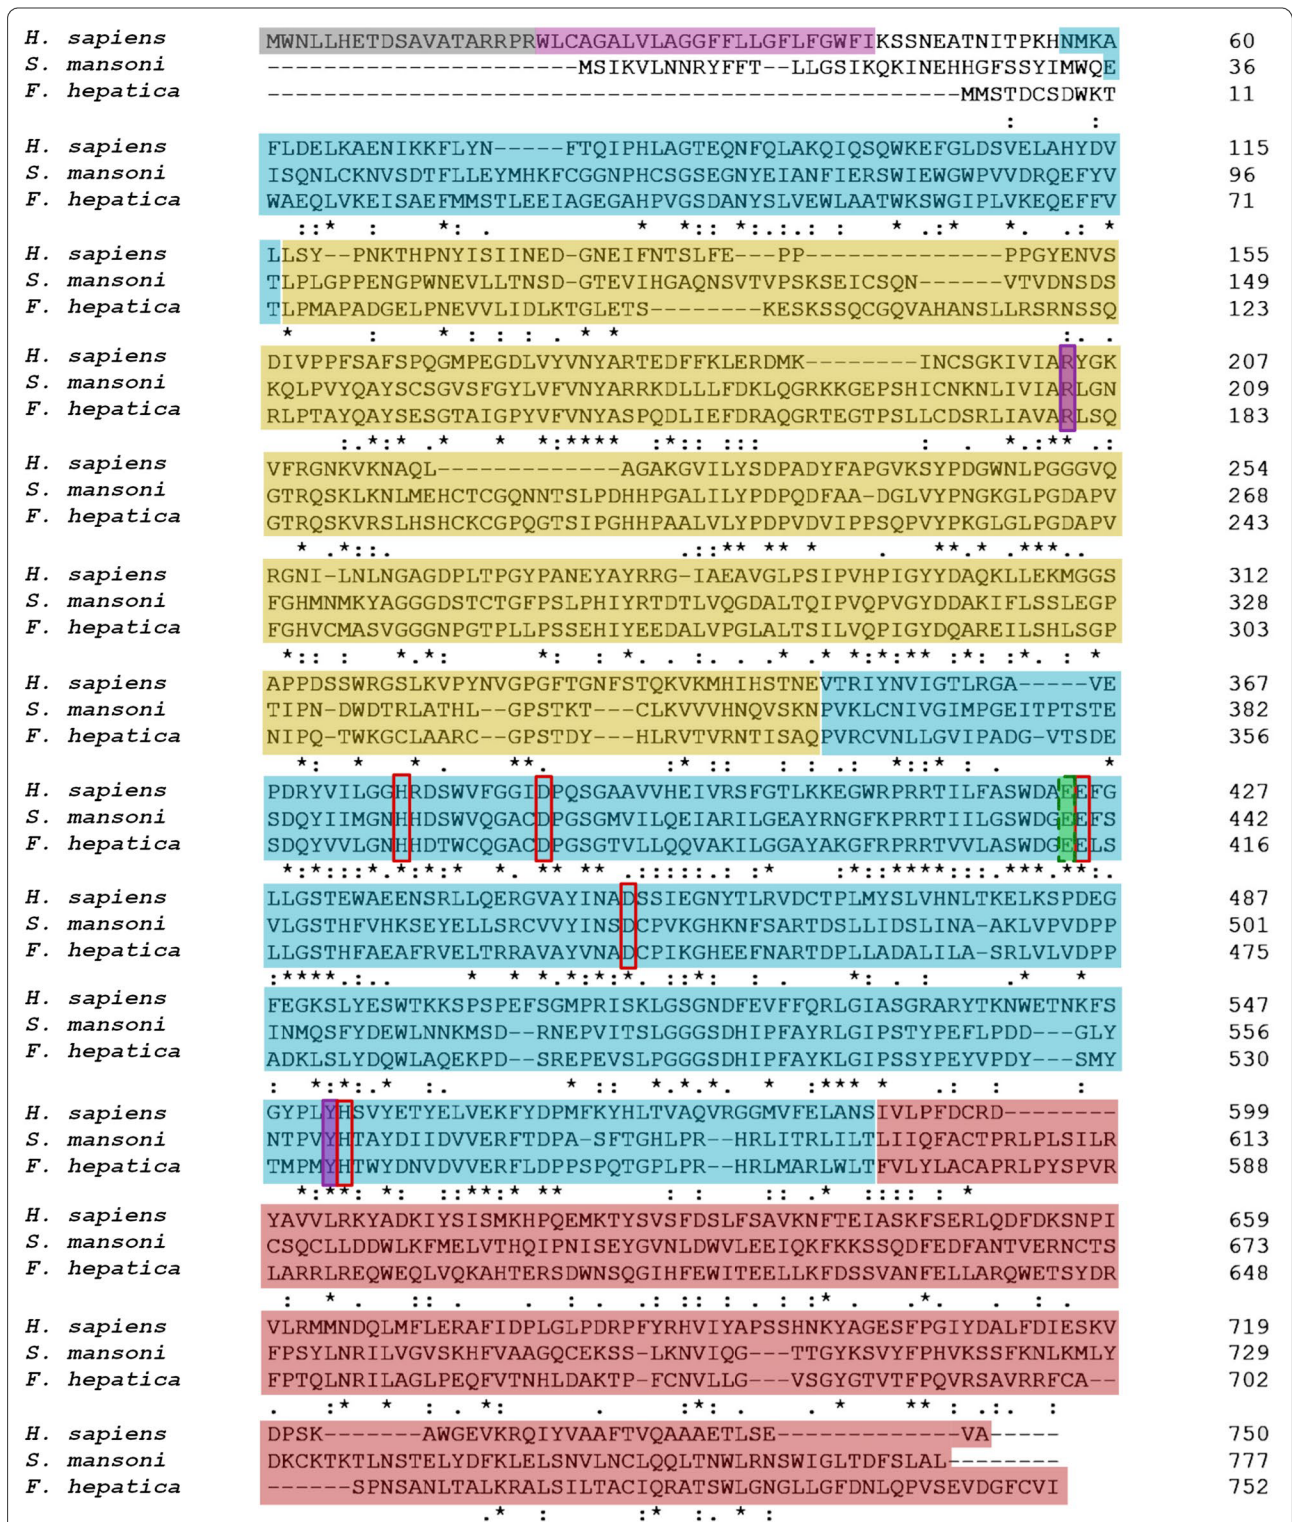 H. sapiens MWNLLHETDSAVATARRPRWLCAGALVLAGGFFLLGFLFGWFIKSSNEATNITPKHNMKA 60
S. mansoni ----------------------MSIKVLNNRYFFT--LLGSIKQKINEHHGFSSYIMWQE 36
F. hepatica -------------------------------------------------MMSTDCSDWKT 11
: :
H. sapiens FLDELKAENIKKFLYN-----FTQIPHLAGTEQNFQLAKQIQSQWKEFGLDSVELAHYDV 115
S. mansoni ISQNLCKNVSDTFLLEYMHKFCGGNPHCSGSEGNYEIANFIERSWIEWGWPVVDRQEFYV 96
F. hepatica WAEQLVKEISAEFMMSTLEEIAGEGAHPVGSDANYSLVEWLAATWKSWGIPLVKEQEFFV 71
: :* *: . * *:: *:.:.: : * .:* *. .: *
H. sapiens LLSY--PNKTHPNYISIINED-GNEIFNTSLFE---PP--------------PPGYENVS 155
S. mansoni TLPLGPPENGPWNEVLLTNSD-GTEVIHGAQNSVTVPSKSEICSQN------VTVDNSDS 149
F. hepatica TLPMAPADGELPNEVVLIDLKTGLETS--------KESKSSQCGQVAHANSLLRSRNSSQ 123
* : * : : . * * :. .
H. sapiens DIVPPFSAFSPQGMPEGDLVYVNYARTEDFFKLERDMK--------INCSGKIVIARYGK 207
S. mansoni KQLPVYQAYSCSGVSFGYLVFVNYARRKDLLLFDKLQGRKKGEPSHICNKNLIVIARLGN 209
F. hepatica RLPTAYQAYSESGTAIGPYVFVNYASPQDLIEFDRAQGRTEGTPSLLCDSRLIAVARLSQ 183
:.*:* .* * *:**** :*: ::: : *.:** .:
H. sapiens VFRGNKVKNAQL-------------AGAKGVILYSDPADYFAPGVKSYPDGWNLPGGGVQ 254
S. mansoni GTRQSKLKNLMEHCTCGQNNTSLPDHHPGALILYPDPQDFAA-DGLVYPNGKGLPGDAPV 268
F. hepatica GTRQSKVRSLHSHCKCGPQGTSIPGHHPAALVLYPDPVDVIPPSQPVYPKGLGLPGDAPV 243
* .*::. .::** ** * . **.* .***..
H. sapiens RGNI-LNLNGAGDPLTPGYPANEYAYRRG-IAEAVGLPSIPVHPIGYYDAQKLLEKMGGS 312
S. mansoni FGHMNMKYAGGGDSTCTGFPSLPHIYRTDTLVQGDALTQIPVQPVGYDDAKIFLSSLEGP 328
F. hepatica FGHVCMASVGGGNPGTPLLPSSEHIYEEDALVPGLALTSILVQPIGYDQAREILSHLSGP 303
*:: : *.*: *: : *. . :. .* .* *:*:** :*: :*. : *
H. sapiens APPDSSWRGSLKVPYNVGPGFTGNFSTQKVKMHIHSTNEVTRIYNVIGTLRGA-----VE 367
S. mansoni TIPN-DWDTRLATHL--GPSTKT---CLKVVVHNQVSKNPVKLCNIVGIMPGEITPTSTE 382
F. hepatica NIPQ-TWKGCLAARC--GPSTDY---HLRVTVRNTISAQPVRCVNLLGVIPADG-VTSDE 356
*: * * . **. :* :: : : .: *::* : . *
H. sapiens PDRYVILGGHRDSWVFGGIDPQSGAAVVHEIVRSFGTLKKEGWRPRRTILFASWDAEEFG 427
S. mansoni SDQYIIMGNHHDSWVQGACDPGSGMVILQEIARILGEAYRNGFKPRRTIILGSWDGEEFS 442
F. hepatica SDQYVVLGNHHDTWCQGACDPGSGTVLLQQVAKILGGAYAKGFRPRRTVVLASWDGEELS 416
H. sapiens LLGSTEWAEENSRLLQERGVAYINADSSIEGNYTLRVDCTPLMYSLVHNLTKELKSPDEG 487
S. mansoni VLGSTHFVHKSEYELLSRCVVYINSDCPVKGHKNFSARTDSLLIDSLINA-AKLVPVDPP 501
F. hepatica LLGSTHFAEAFRVELTRRAVAYVNADCPIKGHEEFNARTDPLLADALILA-SRLVLVDPP 475
H. sapiens FEGKSLYESWTKKSPSPEFSGMPRISKLGSGNDFEVFFQRLGIASGRARYTKNWETNKFS 547
S. mansoni INMQSFYDEWLNNKMSD--RNEPVITSLGGGSDHIPFAYRLGIPSTYPEFLPDD---GLY 556
F. hepatica ADKLSLYDQWLAQEKPD--SREPEVSLPGGGSDHIPFAYKLGIPSSYPEYVPDY---SMY 530
: *:*:.* :. * :: *.*.* * :*** * .: :
H. sapiens GYPLYHSVYETYELVEKFYDPMFKYHLTVAQVRGGMVFELANSIVLPFDCRD-------- 599
S. mansoni NTPVYHTAYDIIDVVERFTDPA-SFTGHLPR--HRLITRLILTLIIQFACTPRLPLSILR 613
F. hepatica TMPMYHTWYDNVDVVERFLDPPSPQTGPLPR--HRLMARLWLTFVLYLACAPRLPYSPVR 588
*:**: *: ::**:* ** : : :: .* :::: : *
H. sapiens YAVVLRKYADKIYSISMKHPQEMKTYSVSFDSLFSAVKNFTEIASKFSERLQDFDKSNPI 659
S. mansoni CSQCLLDDWLKFMELVTHQIPNISEYGVNLDWVLEEIQKFKKSSQDFEDFANTVERNCTS 673
F. hepatica LARRLREQWEQLVQKAHTERSDWNSQGIHFEWITEELLKFDSSVANFELLARQWETSYDR 648
: * . :: . : . .: :: : . : :* . .*. . : .
H. sapiens VLRMMNDQLMFLERAFIDPLGLPDRPFYRHVIYAPSSHNKYAGESFPGIYDALFDIESKV 719
S. mansoni FPSYLNRILVGVSKHFVAAGQCEKSS-LKNVIQG---TTGYKSVYFPHVKSSFKNLKMLY 729
F. hepatica FPTQLNRILAGLPEQFVTNHLDAKTP-FCNVLLG---VSGYGTVTFPQVRSAVRRFCA-- 702
. :* * : . *: . :*: . . * ** : .:. :
H. sapiens DPSK-------AWGEVKRQIYVAAFTVQAAAETLSE-------------VA----- 750
S. mansoni DKCKTKTLNSTELYDFKLELSNVLNCLQQLTNWLRNSWIGLTDFSLAL-------- 777
F. hepatica ------SPNSANLTALKRALSILTACIQRATSWLGNGLLGFDNLQPVSEVDGFCVI 752
.* : :* :. * :